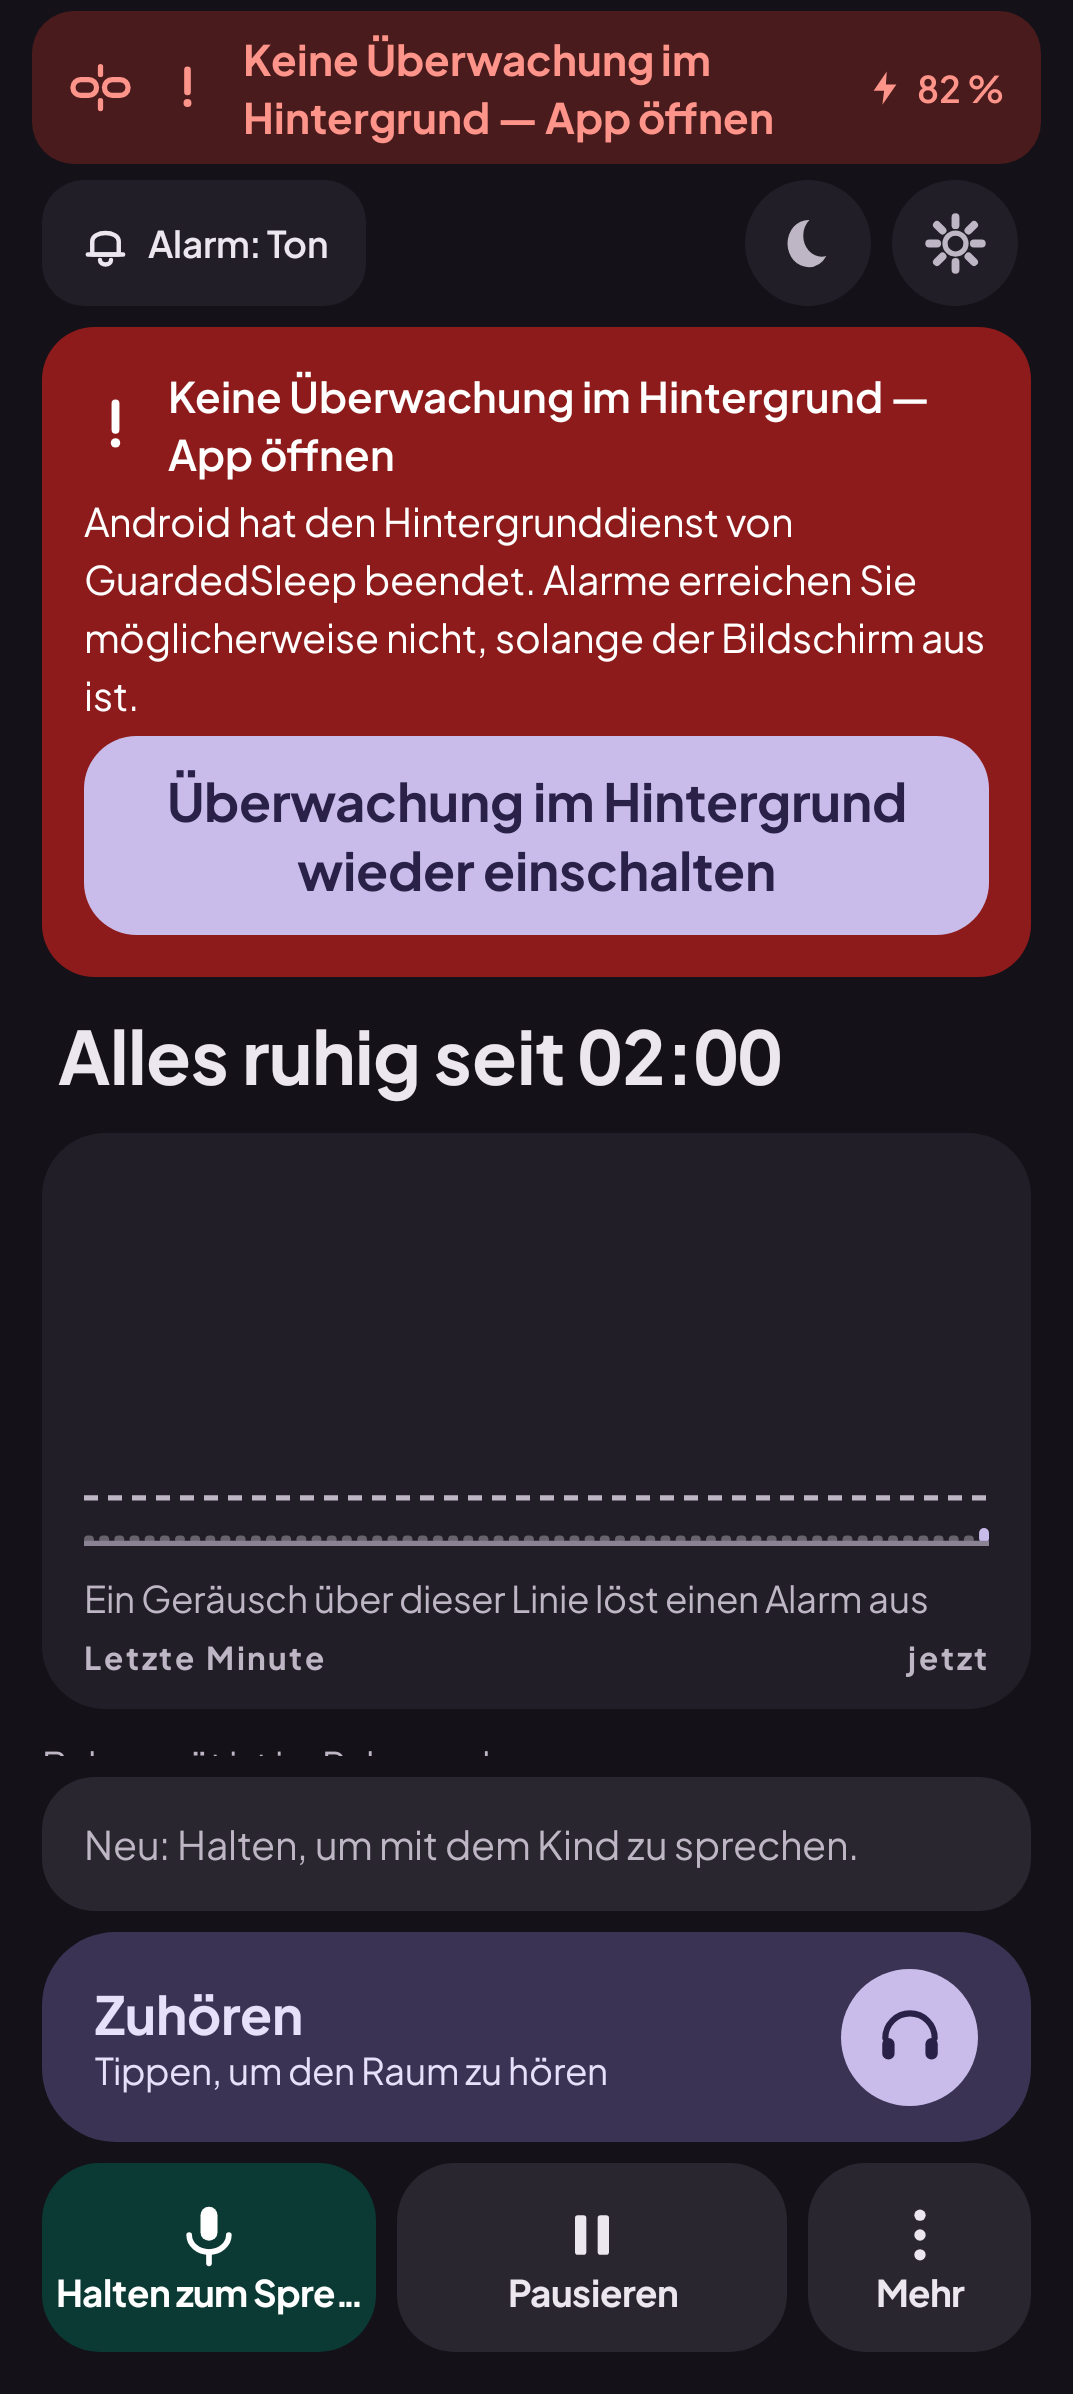 Keine Überwachung im
Hintergrund — App öffnen
82 %
Alarm: Ton
Keine Überwachung im Hintergrund —
App öffnen
Android hat den Hintergrunddienst von
GuardedSleep beendet. Alarme erreichen Sie
möglicherweise nicht, solange der Bildschirm aus
ist.
Überwachung im Hintergrund
wieder einschalten
Alles ruhig seit 02:00
Ein Geräusch über dieser Linie löst einen Alarm aus
Letzte Minute
jetzt
Neu: Halten, um mit dem Kind zu sprechen.
Zuhören
Tippen, um den Raum zu hören
Halten zum Spre...
Pausieren
Mehr